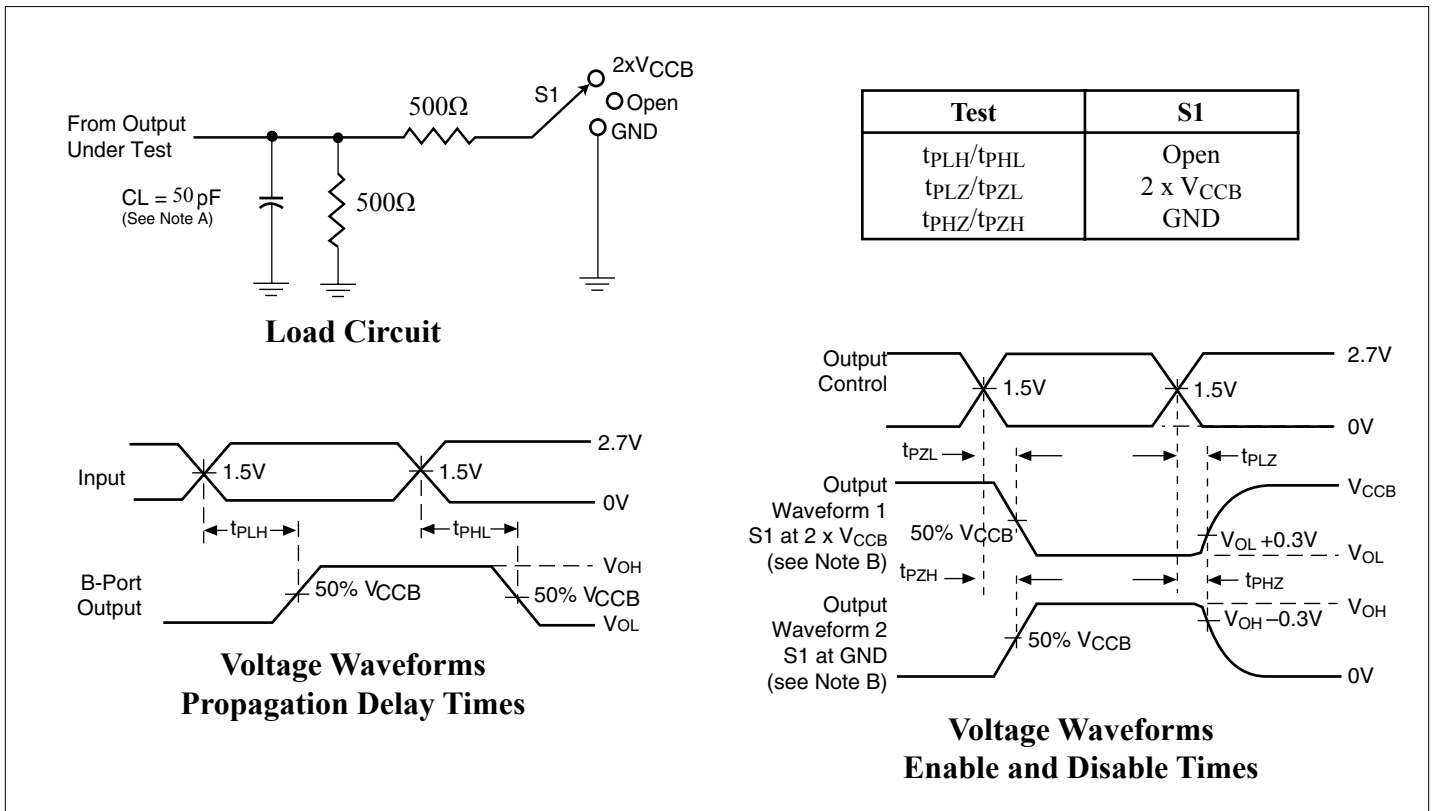 2xVCCB
S1
Open
500Ω
GND
From Output
Under Test
CL = 50 pF
(See Note A)
500Ω
Load Circuit
Test S1
tPLH/tPHL Open
tPLZ/tPZL 2 x VCCB
tPHZ/tPZH GND
Input
2.7V
1.5V
1.5V
0V
tPLH
tPHL
B-Port
Output
VOH
50% VCCB
50% VCCB
VOL
Voltage Waveforms
Propagation Delay Times
Output
Control
2.7V
1.5V
1.5V
0V
tPZL
tPLZ
Output
Waveform 1
S1 at 2 x VCCB
(see Note B)
VCCB
50% VCCB
VOL +0.3V
VOL
tPZH
tPHZ
Output
Waveform 2
S1 at GND
(see Note B)
VOH
VOH –0.3V
50% VCCB
0V
Voltage Waveforms
Enable and Disable Times